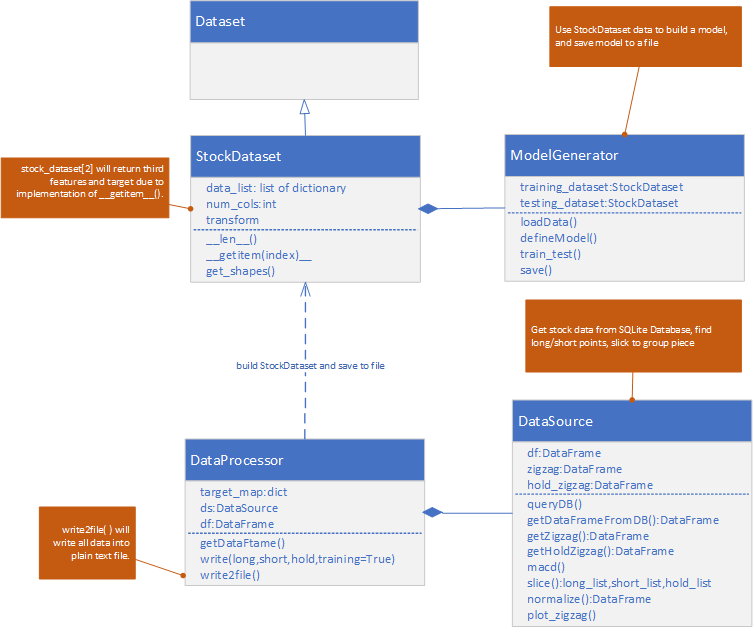 Dataset
Use StockDataset data to build a model,
and save model to a file
StockDataset
data_list: list of dictionary
num_cols:int
transform
__len__()
__getitem(index)__
get_shapes()
stock_dataset[2] will return third
features and target due to
implementation of __getitem__().
ModelGenerator
training_dataset:StockDataset
testing_dataset:StockDataset
loadData()
defineModel()
train_test()
save()
Get stock data from SQLite Database, find
long/short points, slick to group piece
build StockDataset and save to file
DataSource
df:DataFrame
zigzag:DataFrame
hold_zigzag:DataFrame
queryDB()
getDataFrameFromDB():DataFrame
getZigzag():DataFrame
getHoldZigzag():DataFrame
macd()
slice():long_list,short_list,hold_list
normalize():DataFrame
plot_zigzag()
DataProcessor
target_map:dict
ds:DataSource
df:DataFrame
getDataFtame()
write(long,short,hold,training=True)
write2file()
write2file( ) will
write all data into
plain text file.